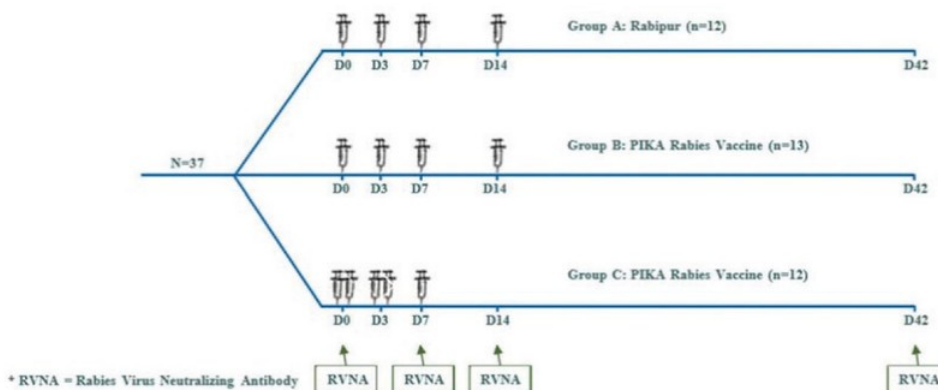 Group A: Rabipur (n=12)
D0 D3 D7 D14 D42
N=37
Group B: PIKA Rabies Vaccine (n=13)
D0 D3 D7 D14 D42
Group C: PIKA Rabies Vaccine (n=12)
D0 D3 D7 D14 D42
* RVNA = Rabies Virus Neutralizing Antibody RVNA RVNA RVNA RVNA